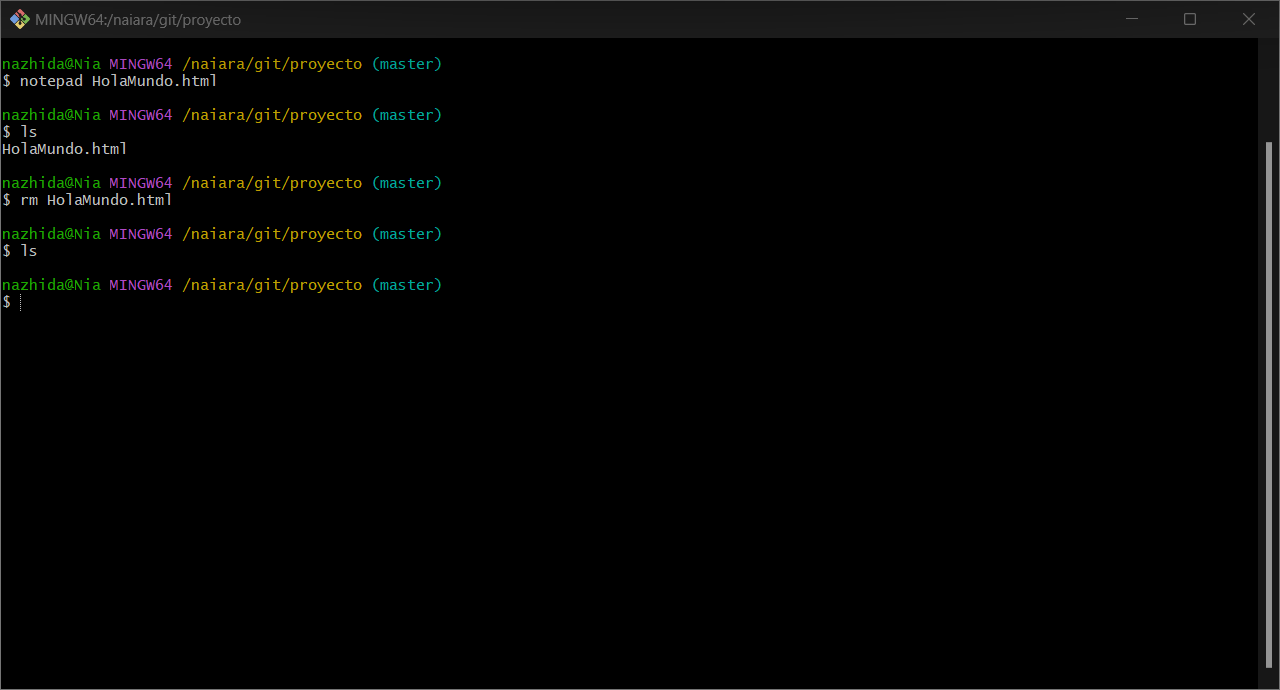 MINGW64:/naiara/git/proyecto
nazhida@Nia MINGW64 /naiara/git/proyecto (master)
$ notepad HolaMundo.html
nazhida@Nia MINGW64 /naiara/git/proyecto (master)
$ ls
HolaMundo.html
nazhida@Nia MINGW64 /naiara/git/proyecto (master)
$ rm HolaMundo.html
nazhida@Nia MINGW64 /naiara/git/proyecto (master)
$ ls
nazhida@Nia MINGW64 /naiara/git/proyecto (master)
$